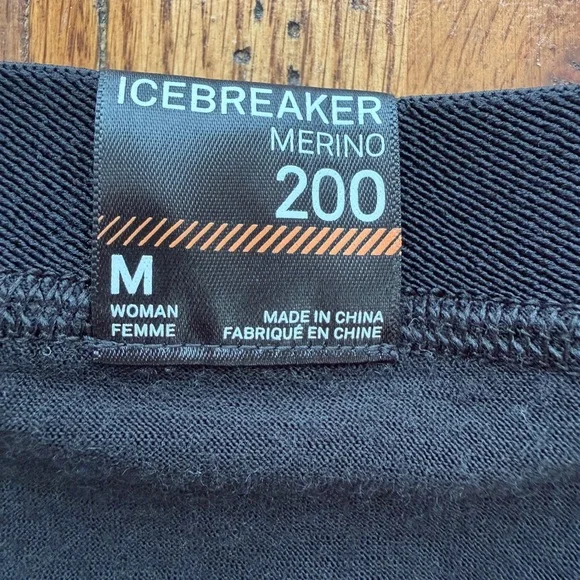 ICEBREAKER
MERINO
200
M
WOMAN
FEMME
MADE IN CHINA
FABRIQUÉ EN CHINE